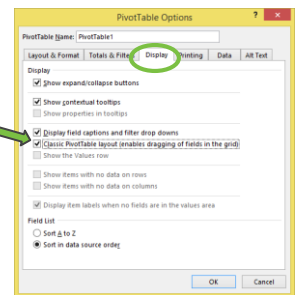 PivotTable Options
? ×
PivotTable Name: PivotTable1
Layout & Format Totals & Filters Display Printing Data Alt Text
Display
Show expand/collapse buttons
Show contextual tooltips
Show properties in tooltips
Display field captions and filter drop downs
Classic PivotTable layout (enables dragging of fields in the grid)
Show the Values row
Show items with no data on rows
Show items with no data on columns
Display item labels when no fields are in the values area
Field List
Sort A to Z
Sort in data source order
OK Cancel